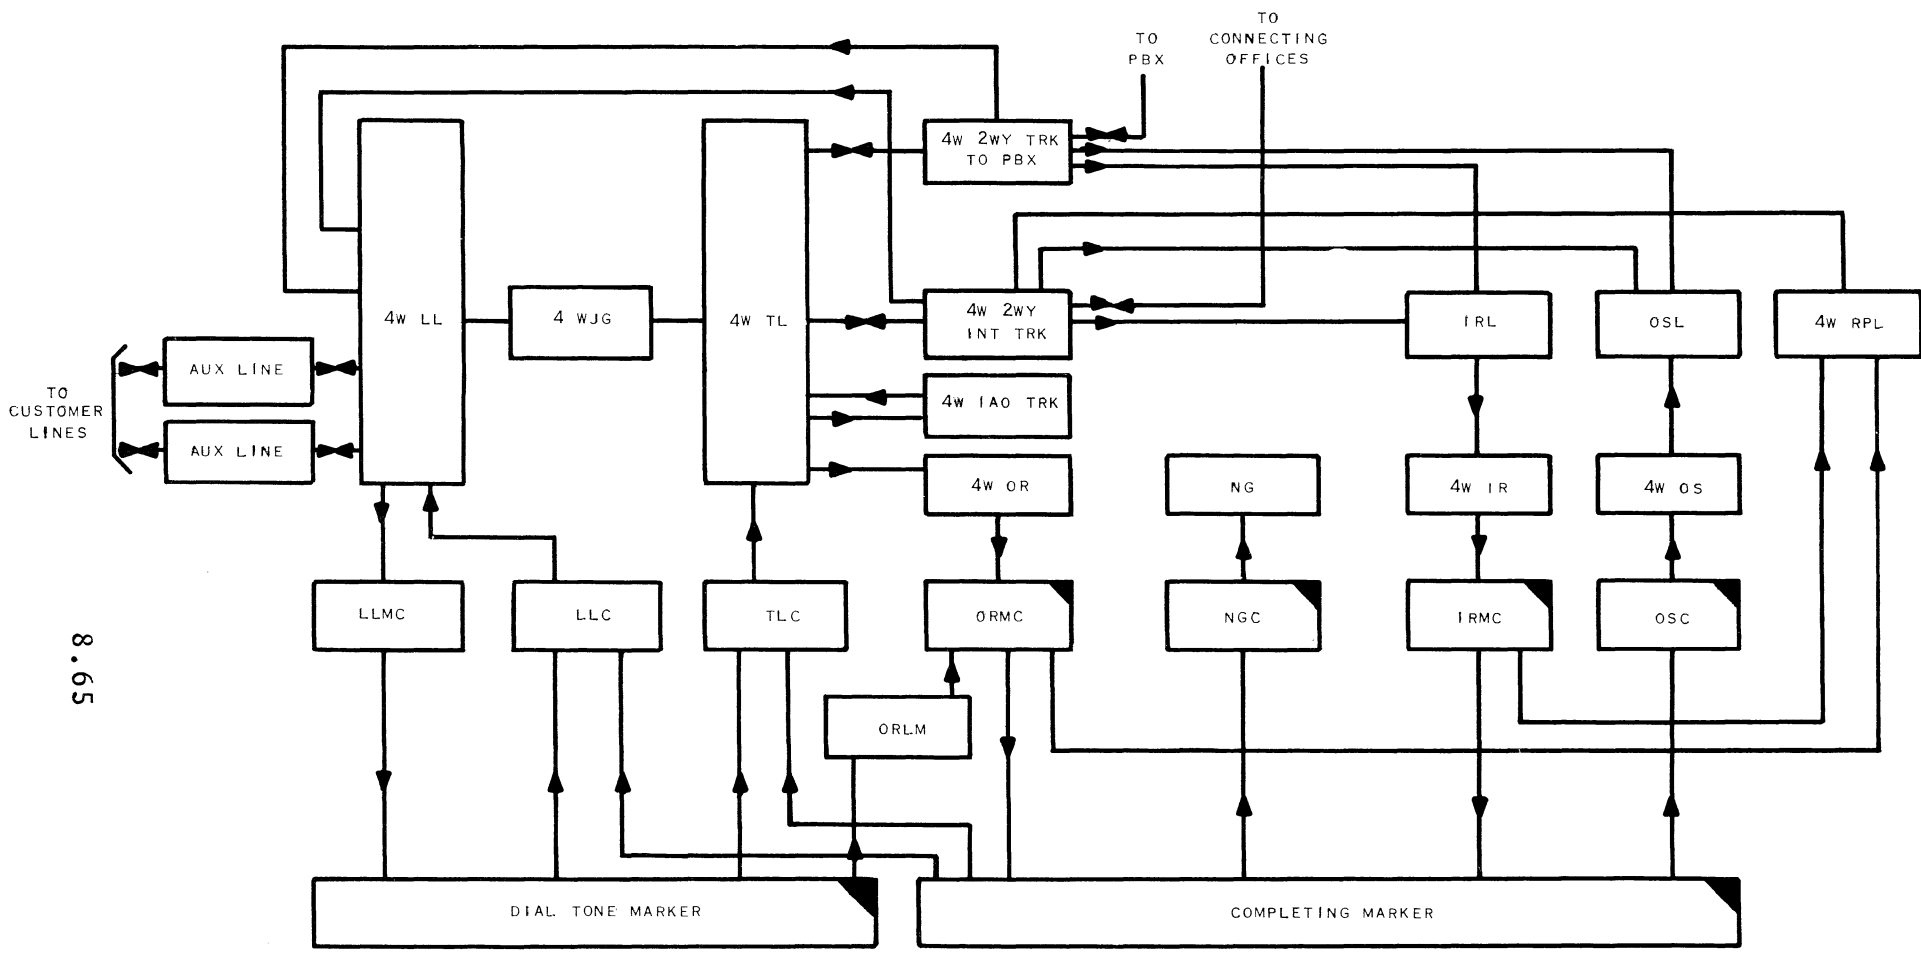 TO
CONNECTING
OFFICES
TO
PBX
4W 2WY TRK
TO PBX
4W LL
4 WJG
4W TL
4W 2WY
INT TRK
IRL
OSL
4W RPL
AUX LINE
TO
CUSTOMER
LINES
AUX LINE
4W IAO TRK
4W OR
NG
4W IR
4W OS
LLMC
LLC
TLC
ORMC
NGC
IRMC
OSC
8.65
ORLM
DIAL TONE MARKER
COMPLETING MARKER